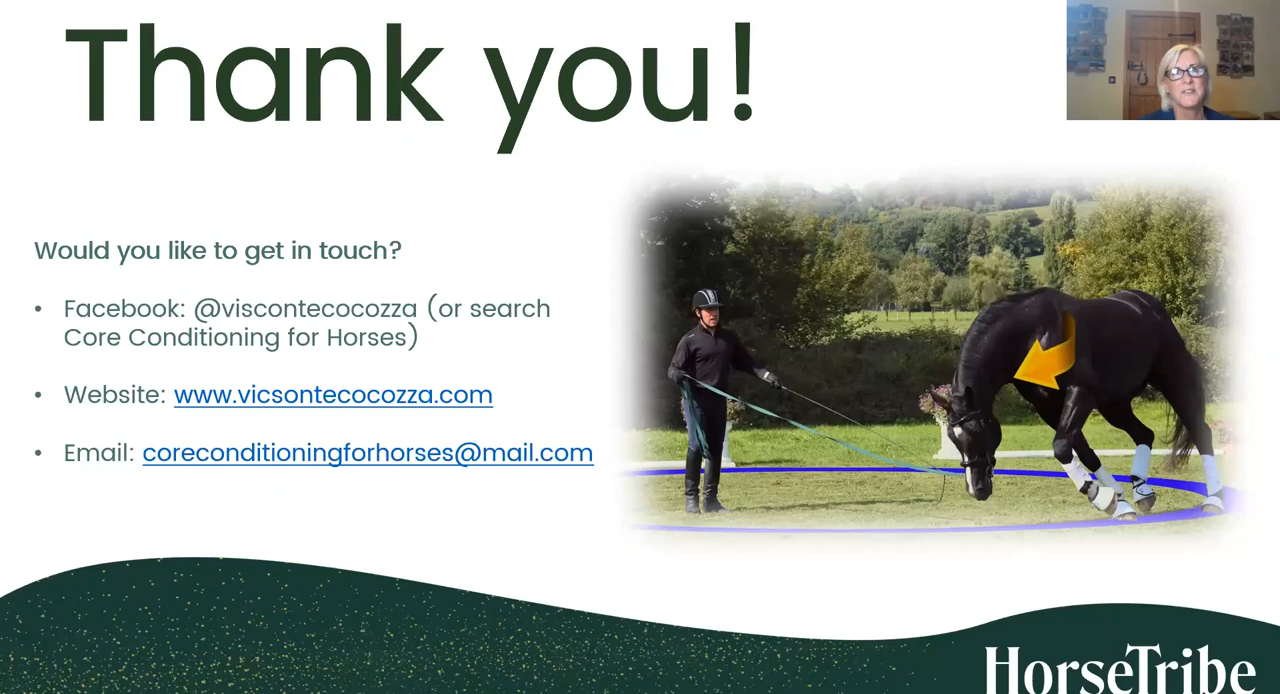 Thank you!
Would you like to get in touch?
• Facebook: @viscontecocozza (or search
Core Conditioning for Horses)
• Website: www.vicsontecocozza.com
• Email: coreconditioningforhorses@mail.com
HorseTribe